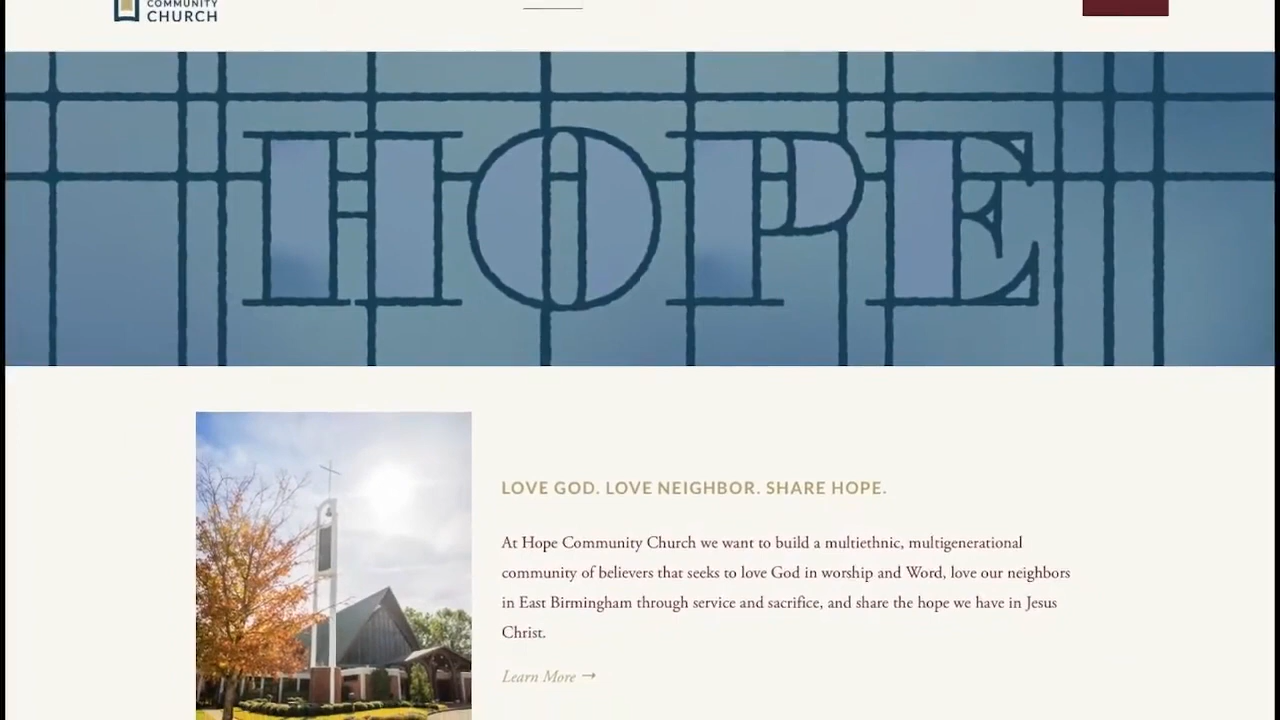 COMMUNITY
CHURCH
HOPE
LOVE GOD. LOVE NEIGHBOR. SHARE HOPE.
At Hope Community Church we want to build a multiethnic, multigenerational
community of believers that seeks to love God in worship and Word, love our neighbors
in East Birmingham through service and sacrifice, and share the hope we have in Jesus
Christ.
Learn More →